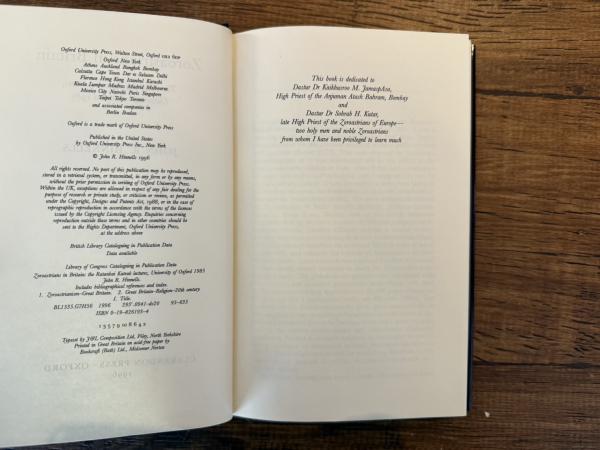 Oxford University Press, Walton Street, Oxford OX2 6DP
Oxford New York
Athens Auckland Bangkok Bombay
Calcutta Cape Town Dar es Salaam Delhi
Florence Hong Kong Istanbul Karachi
Kuala Lumpur Madras Madrid Melbourne
Mexico City Nairobi Paris Singapore
Taipei Tokyo Toronto
and associated companies in
Berlin Ibadan
Oxford is a trade mark of Oxford University Press
Published in the United States
by Oxford University Press Inc., New York
© John R. Hinnells 1996
All rights reserved. No part of this publication may be reproduced,
stored in a retrieval system, or transmitted, in any form or by any means,
without the prior permission in writing of Oxford University Press.
Within the UK, exceptions are allowed in respect of any fair dealing for the
purpose of research or private study, or criticism or review, as permitted
under the Copyright, Designs and Patents Act, 1988, or in the case of
reprographic reproduction in accordance with the terms of the licences
issued by the Copyright Licensing Agency. Enquiries concerning
reproduction outside these terms and in other countries should be
sent to the Rights Department, Oxford University Press,
at the address above
British Library Cataloguing in Publication Data
Data available
Library of Congress Cataloging in Publication Data
Zoroastrians in Britain: the Ratanbai Katrak lectures, University of Oxford 1985
John R. Hinnells.
Includes bibliographical references and index.
1. Zoroastrianism—Great Britain. 2. Great Britain—Religion—20th century
I. Title.
BL1535.G7H56 1996 295'.0941-dc20 95-
ISBN 0-19-826193-4
1 3 5 7 9 10 8 6 4 2
Typeset by J&L Composition Ltd, Filey, North Yorkshire
Printed in Great Britain on acid-free paper by
Bookcraft (Bath) Ltd., Midsomer Norton
This book is dedicated to
Dastur Dr Kaikhusroo M. JamaspAsa,
High Priest of the Anjuman Atash Bahram, Bombay
and
Dastur Dr Sohrab H. Kutar,
late High Priest of the Zoroastrians of Europe—
two holy men and noble Zoroastrians
from whom I have been privileged to learn much